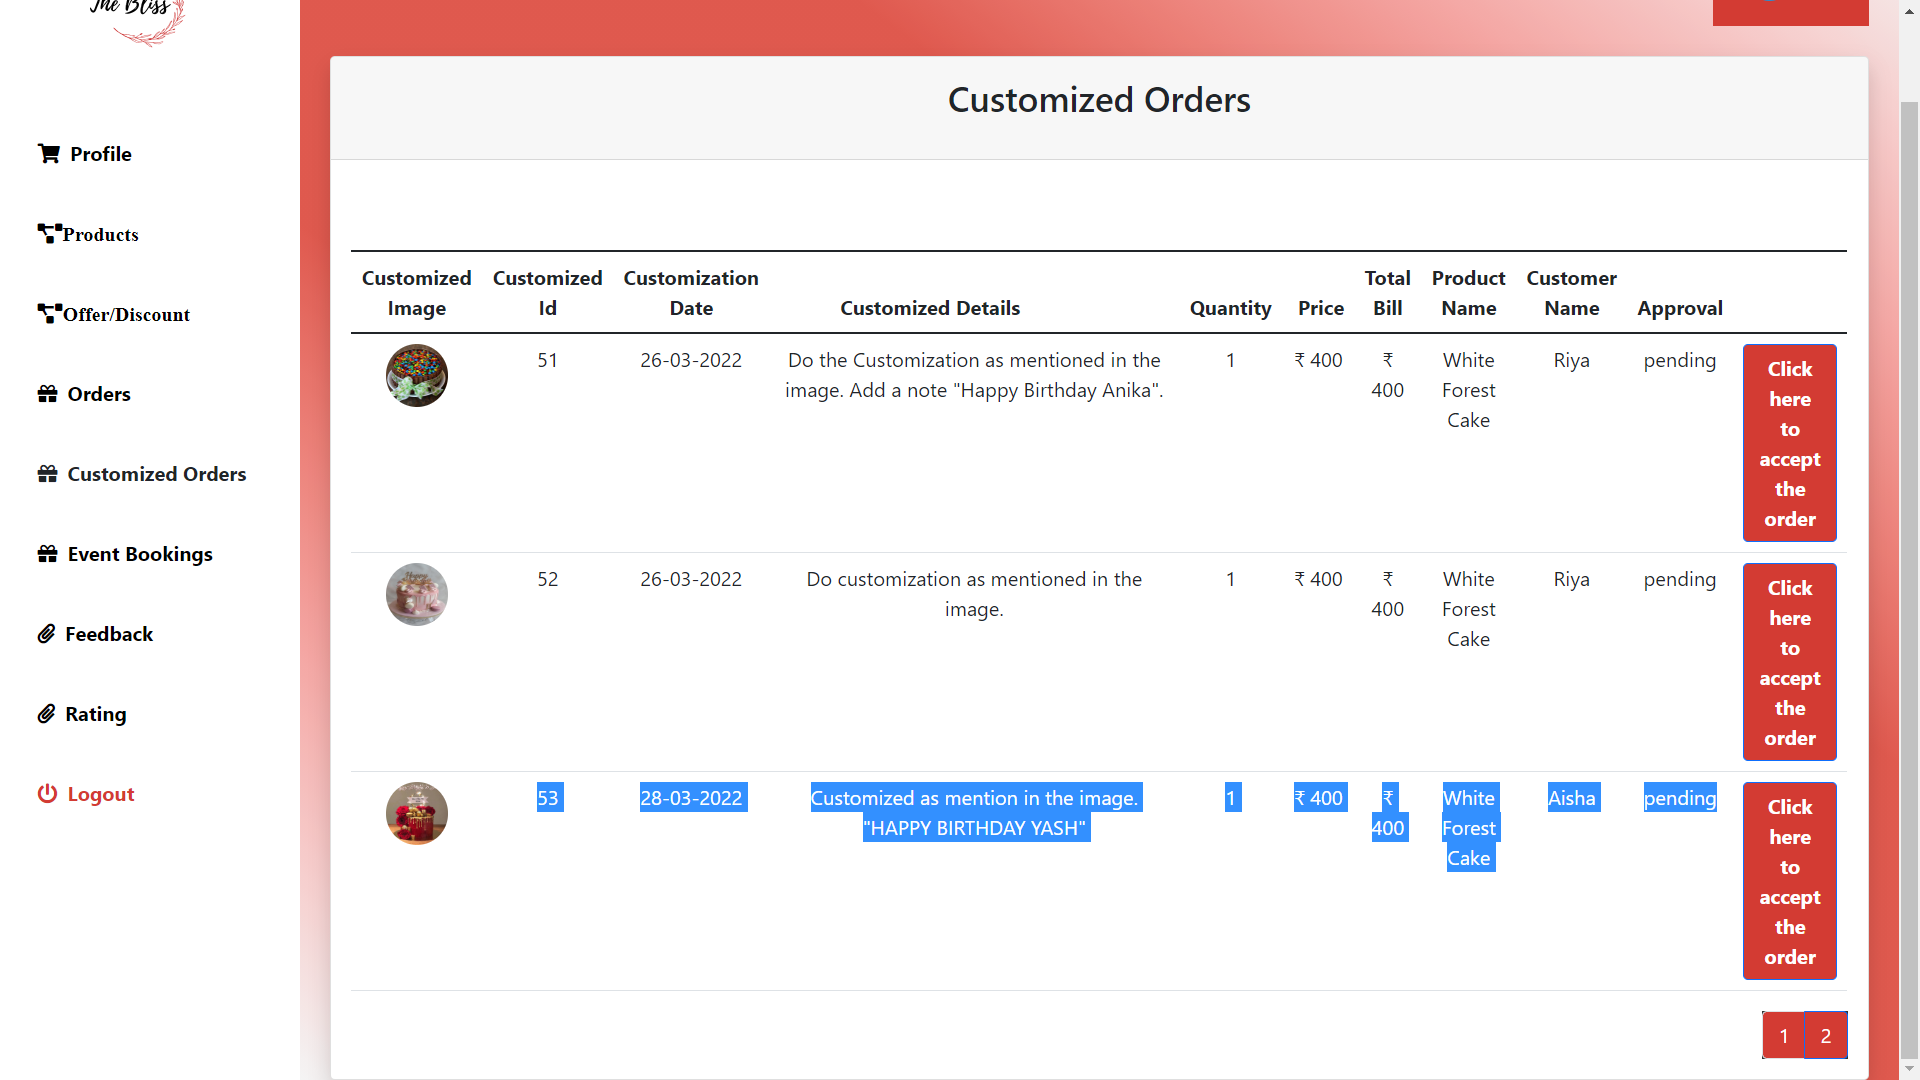 The Bliss
Profile
Products
Offer/Discount
Orders
Customized Orders
Event Bookings
Feedback
Rating
Logout
Customized Orders
Customized Image Customized Id Customization Date Customized Details Quantity Price Total Bill Product Name Customer Name Approval
51 26-03-2022 Do the Customization as mentioned in the image. Add a note "Happy Birthday Anika". 1 ₹ 400 ₹ 400 White Forest Cake Riya pending Click here to accept the order
52 26-03-2022 Do customization as mentioned in the image. 1 ₹ 400 ₹ 400 White Forest Cake Riya pending Click here to accept the order
53 28-03-2022 Customized as mention in the image. "HAPPY BIRTHDAY YASH" 1 ₹ 400 ₹ 400 White Forest Cake Aisha pending Click here to accept the order
1 2